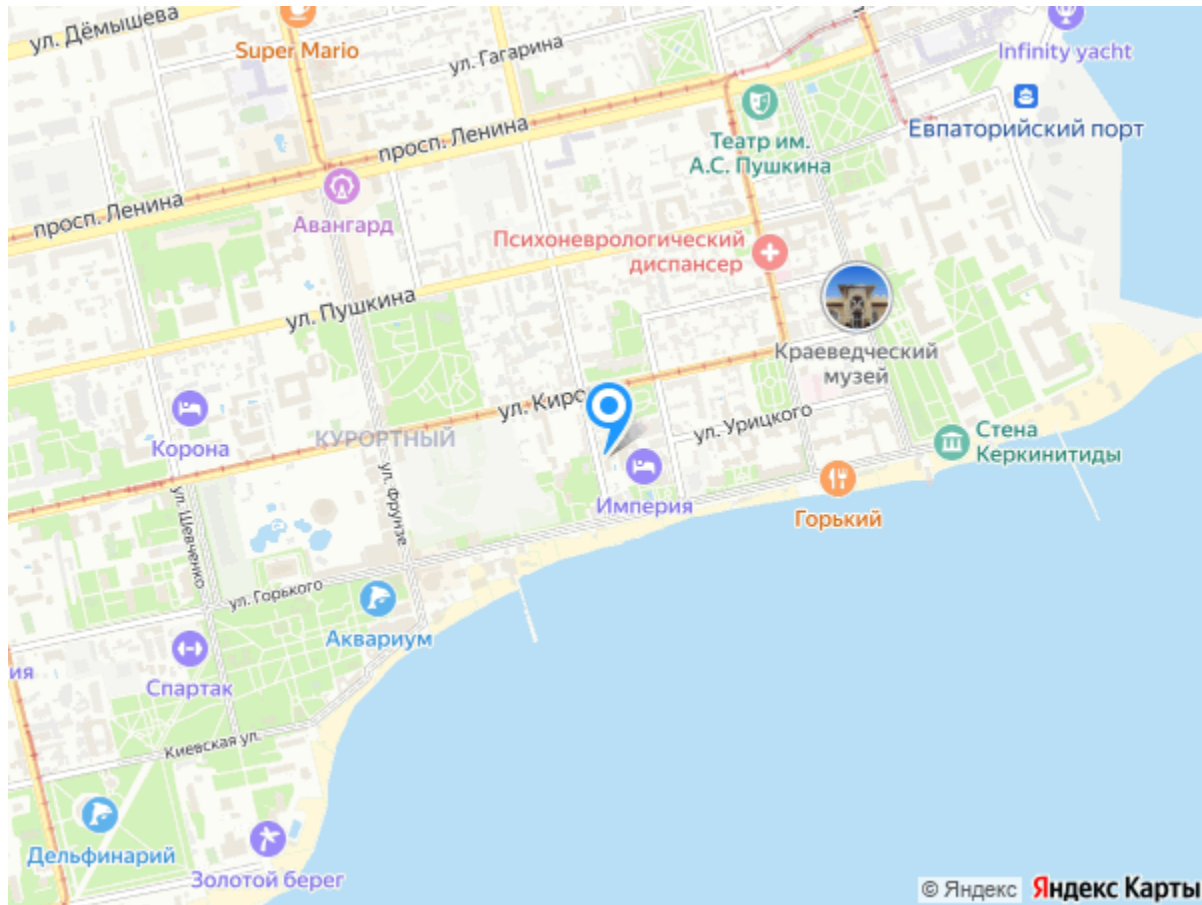 ул. Дёмышева
Super Mario
ул. Гагарина
Infinity yacht
просп. Ленина
Театр им.
А.С. Пушкина
Евпаторийский порт
просп. Ленина
Авангард
Психоневрологический
диспансер
ул. Пушкина
Краеведческий
музей
ул. Киро
Корона
КУРОРТНЫЙ
ул. Урицкого
Стена
Керкинитиды
Империя
Горький
ул. Шевченко
ул. Фрунзе
ул. Горького
Аквариум
ия
Спартак
Киевская ул.
Дельфинарий
Золотой берег
© Яндекс
Яндекс Карты